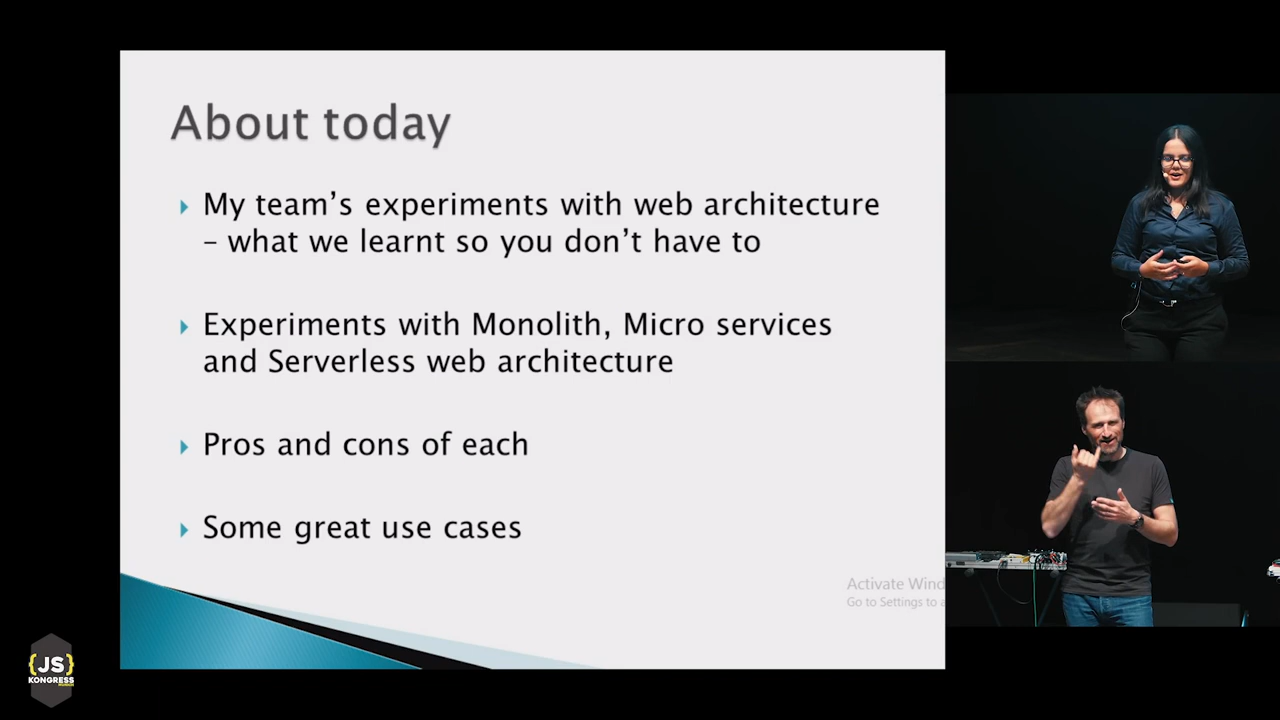 About today
My team's experiments with web architecture
– what we learnt so you don't have to
Experiments with Monolith, Micro services
and Serverless web architecture
Pros and cons of each
Some great use cases
Activate Wind
Go to Settings to a
{JS}
KONGRESS
MUNICH